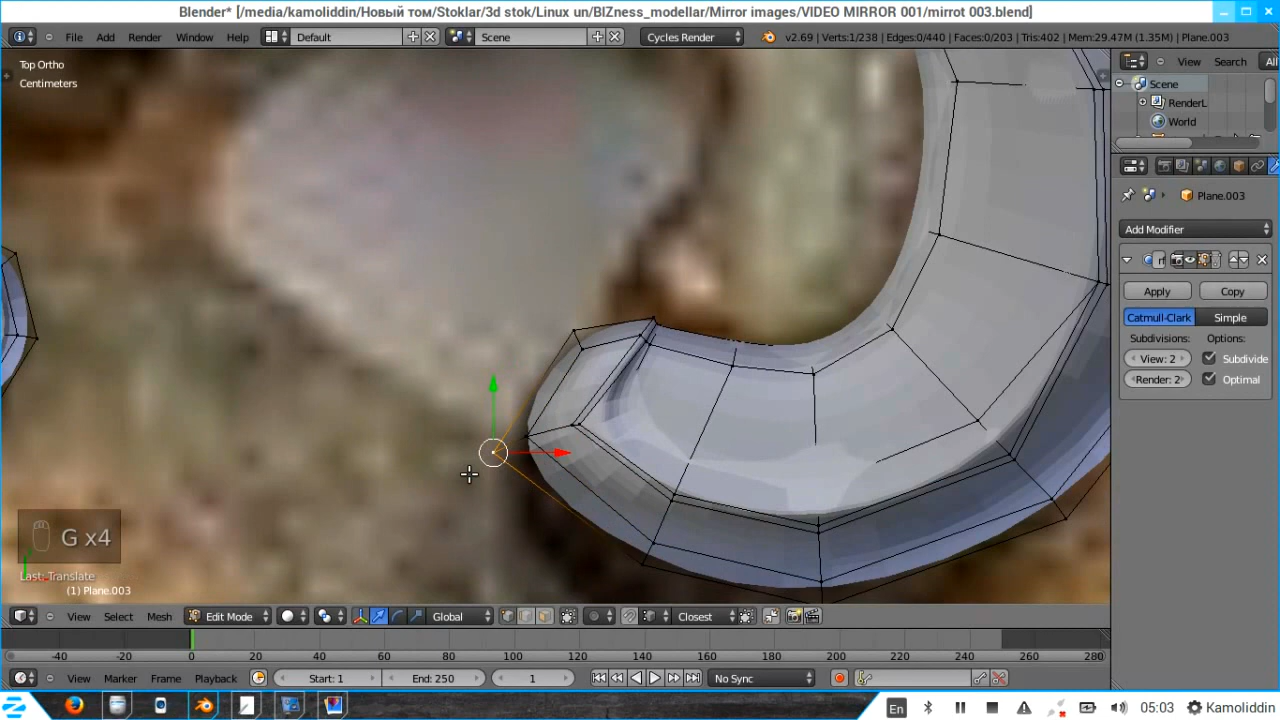 Blender* [/media/kamoliddin/Новый том/Stoklar/3d stok/Linux un/BIZness_modellar/Mirror images/VIDEO MIRROR 001/mirrot 003.blend]
File Add Render Window Help Default Scene Cycles Render v2.69 | Verts:1/238 | Edges:0/440 | Faces:0/203 | Tris:402 | Mem:29.47M (1.35M) | Plane.003
Top Ortho
Centimeters
View Search All
Scene
RenderL
World
Plane.003
Add Modifier
Apply Copy
Catmull-Clark Simple
Subdivisions: Options:
View: 2 Subdivide
Render: 2 Optimal
G x4
Last: Translate
(1) Plane.003
View Select Mesh Edit Mode Global Closest
-40 -20 0 20 40 60 80 100 120 140 160 180 200 220 240 260 280
View Marker Frame Playback Start: 1 End: 250 1 No Sync
En 05:03 Kamoliddin